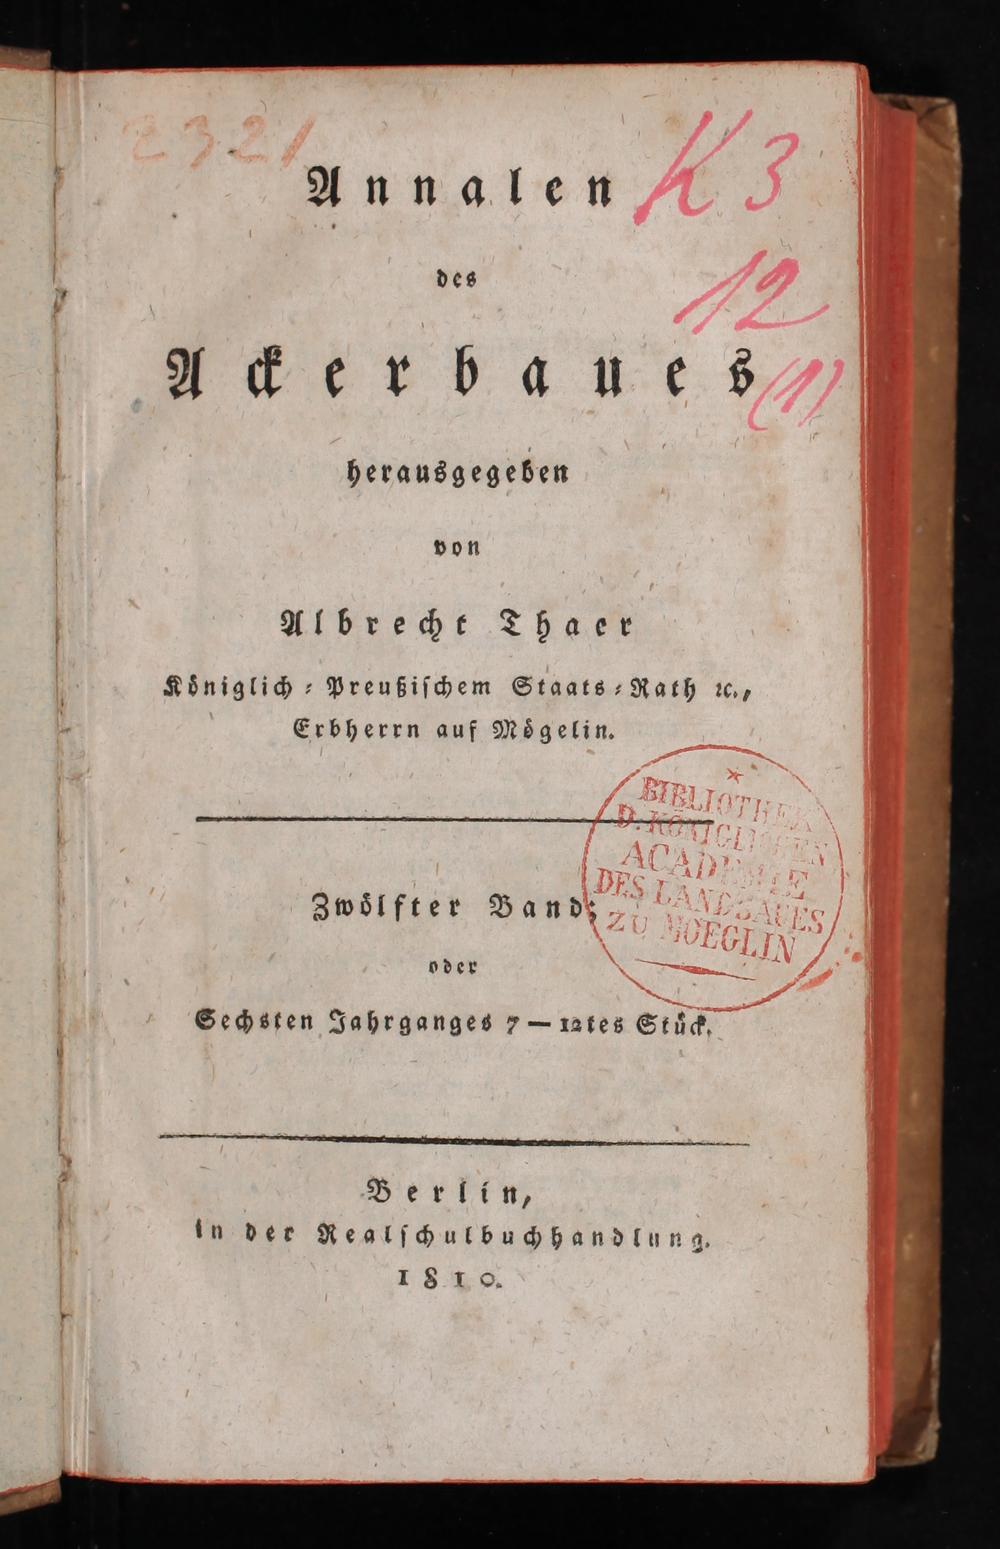 2321
K 3
Annalen
des
12
Ackerbaues
(1)
herausgegeben
von
Albrecht Thaer
Königlich-Preußischem Staats-Rath ꝛc.,
Erbherrn auf Mögelin.
BIBLIOTHEK
D. KÖNIGLICHEN
ACADEMIE
DES LANDBAUES
ZU MOEGLIN
Zwölfter Band;
oder
Sechsten Jahrganges 7 — 12tes Stück.
Berlin,
in der Realschulbuchhandlung.
1810.